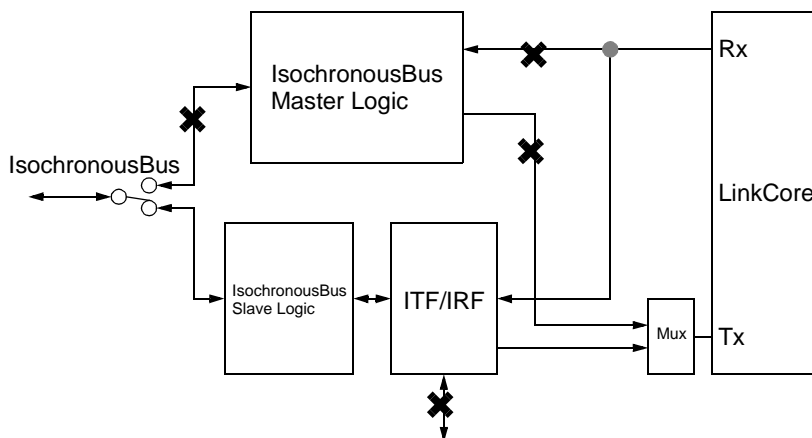 IsochronousBus
Master Logic
Rx
IsochronousBus
LinkCore
IsochronousBus
Slave Logic
ITF/IRF
Mux
Tx